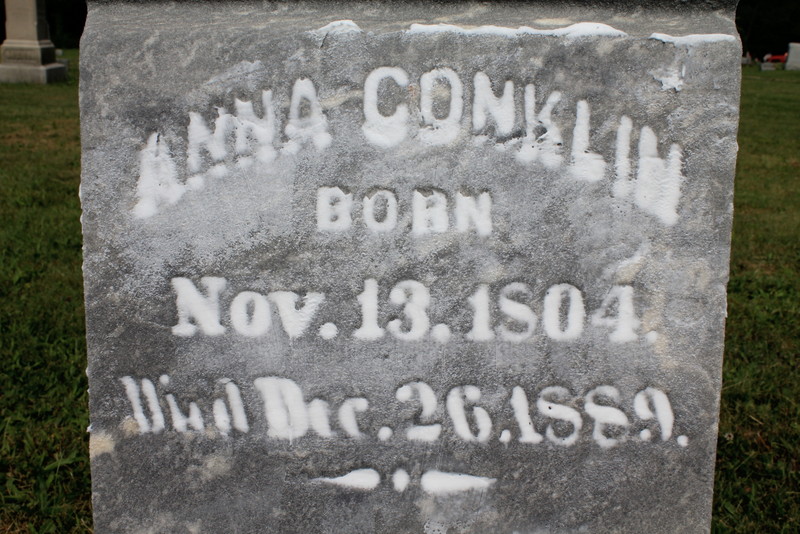 ANNA CONKLIN
BORN
Nov. 13. 1804.
Died Dec. 26. 1889.